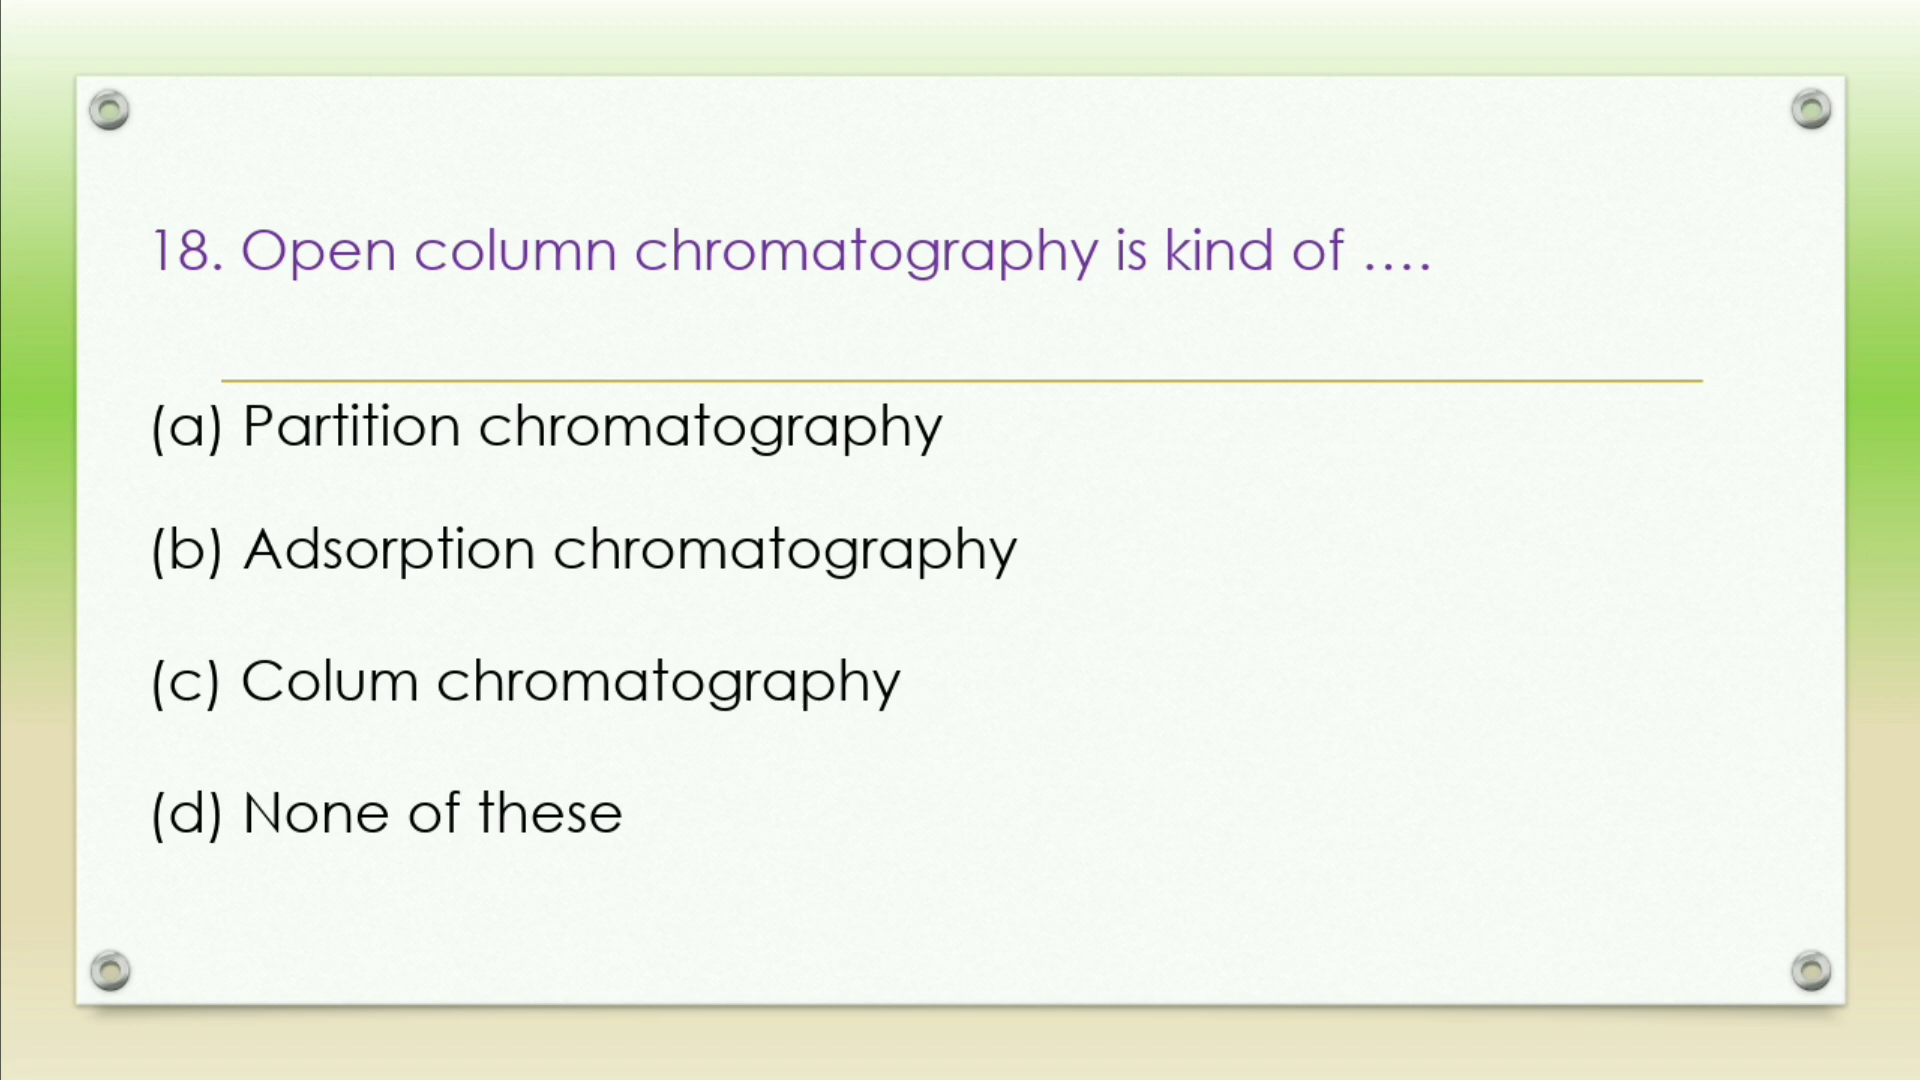 18. Open column chromatography is kind of ....
(a) Partition chromatography
(b) Adsorption chromatography
(c) Colum chromatography
(d) None of these